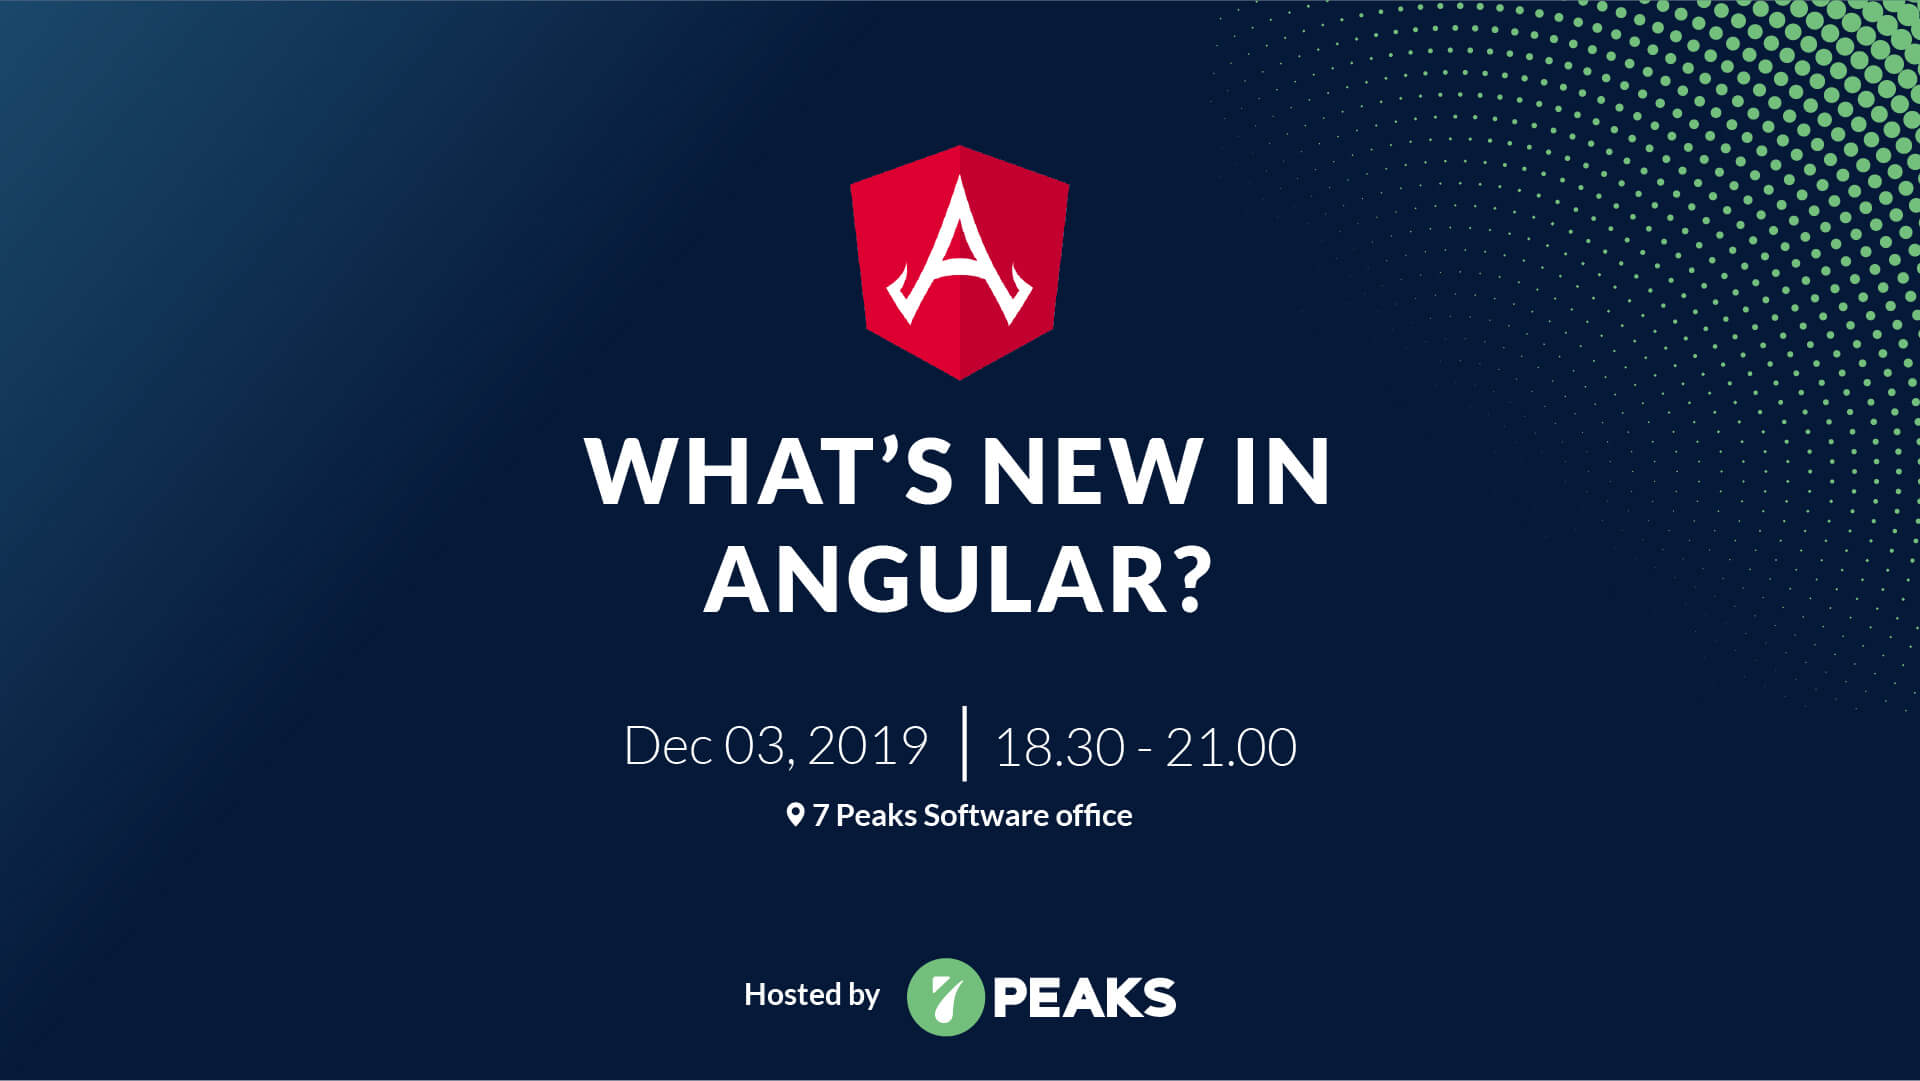 A
WHAT’S NEW IN
ANGULAR?
Dec 03, 2019 | 18.30 - 21.00
7 Peaks Software office
Hosted by 7 PEAKS